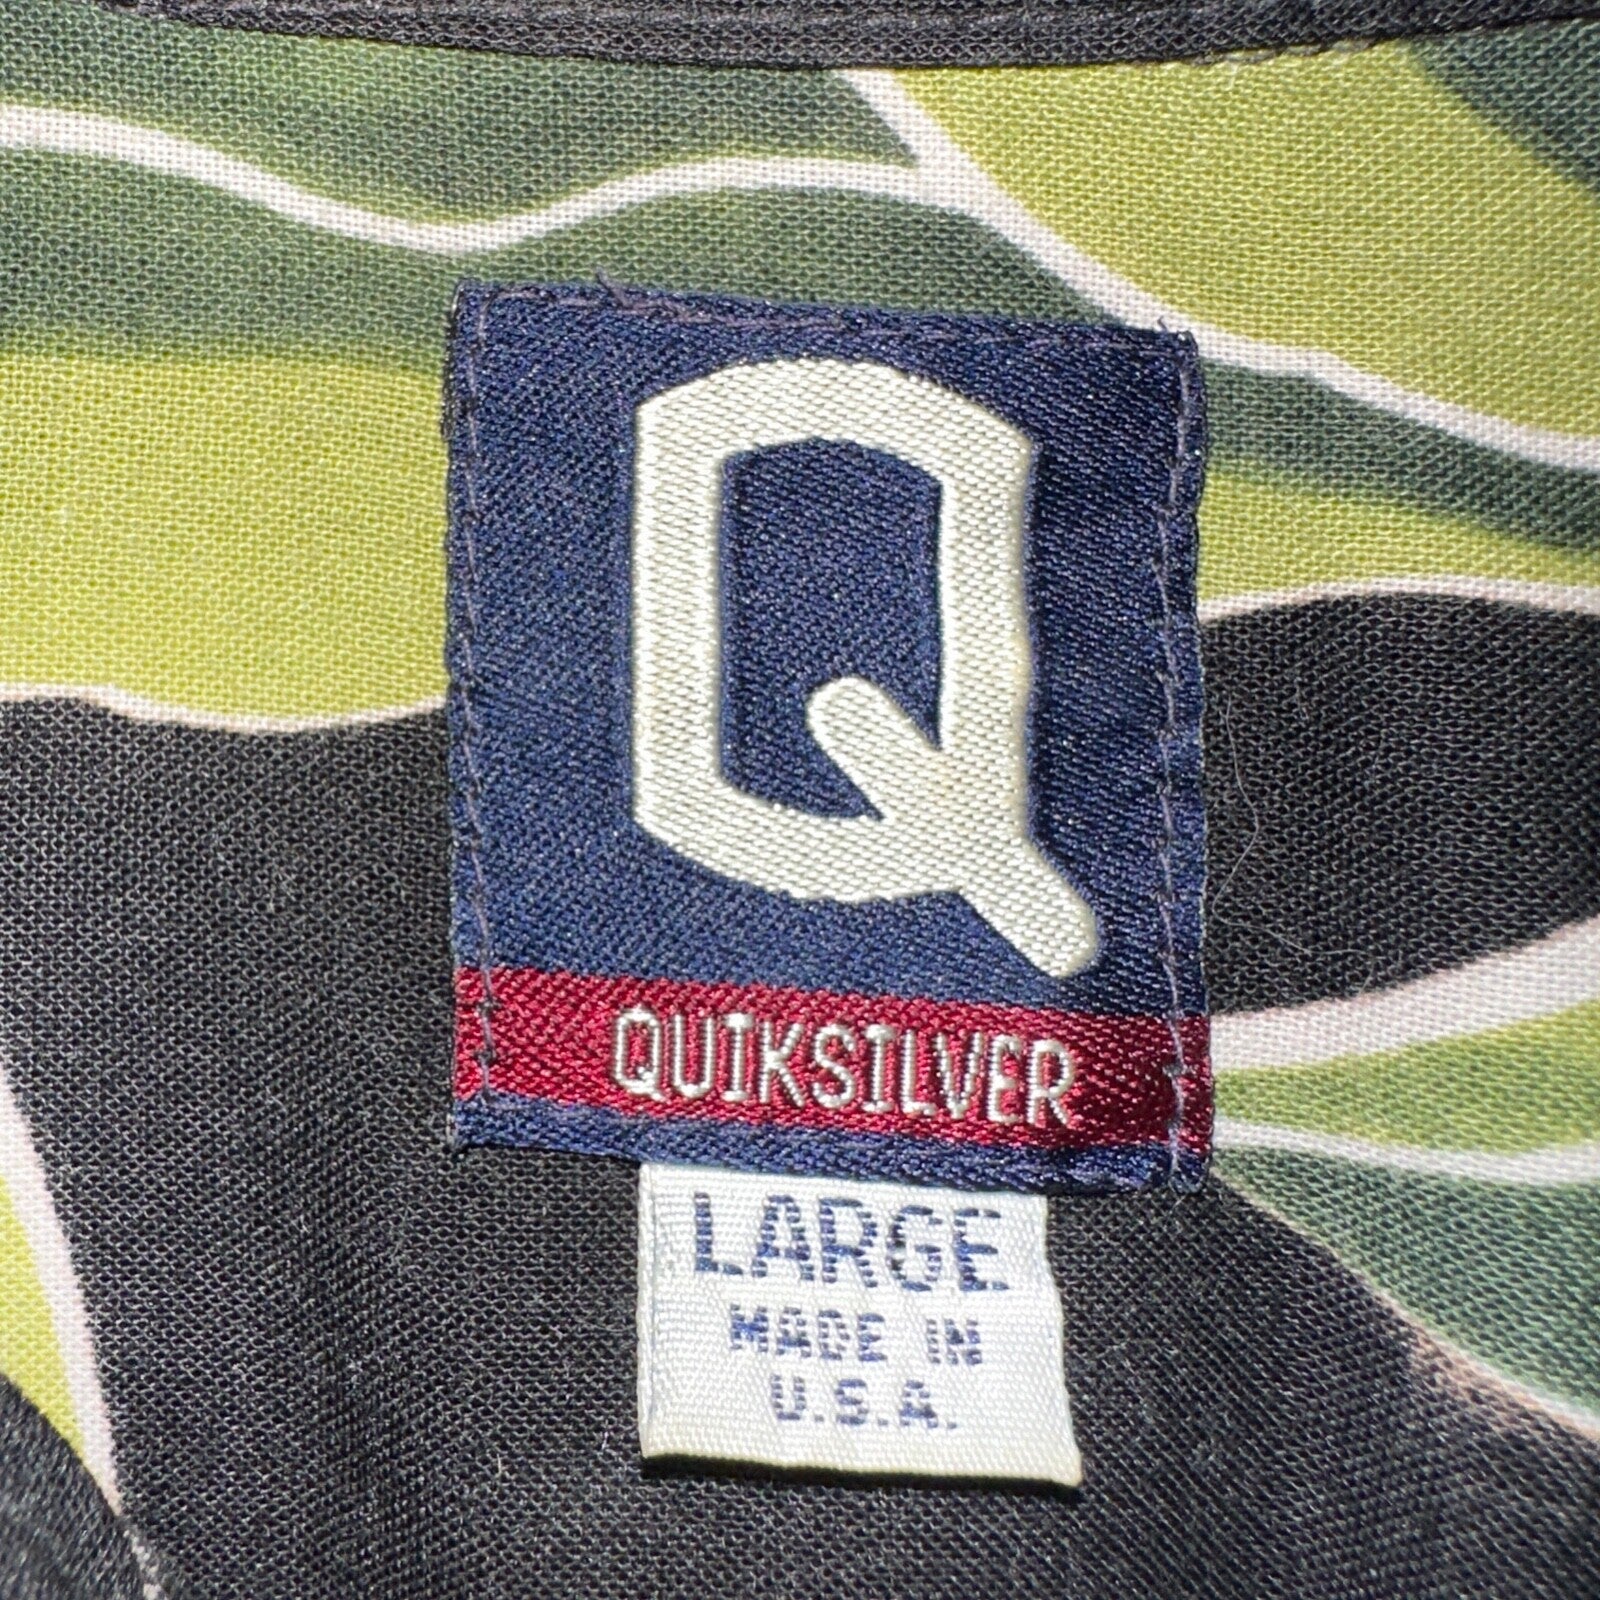 Q
QUIKSILVER
LARGE
MADE IN
U.S.A.